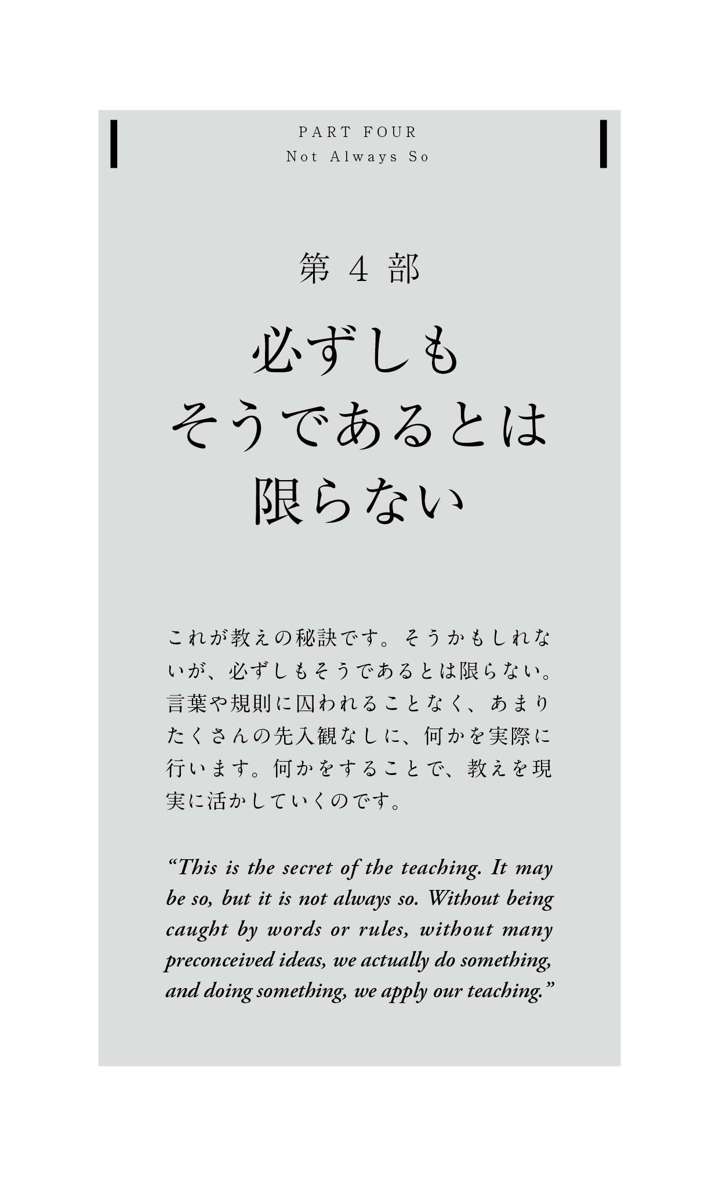 PART FOUR
Not Always So
第 4 部
必ずしも
そうであるとは
限らない
これが教えの秘訣です。そうかもしれな
いが、必ずしもそうであるとは限らない。
言葉や規則に囚われることなく、あまり
たくさんの先入観なしに、何かを実際に
行います。何かをすることで、教えを現
実に活かしていくのです。
“This is the secret of the teaching. It may
be so, but it is not always so. Without being
caught by words or rules, without many
preconceived ideas, we actually do something,
and doing something, we apply our teaching.”